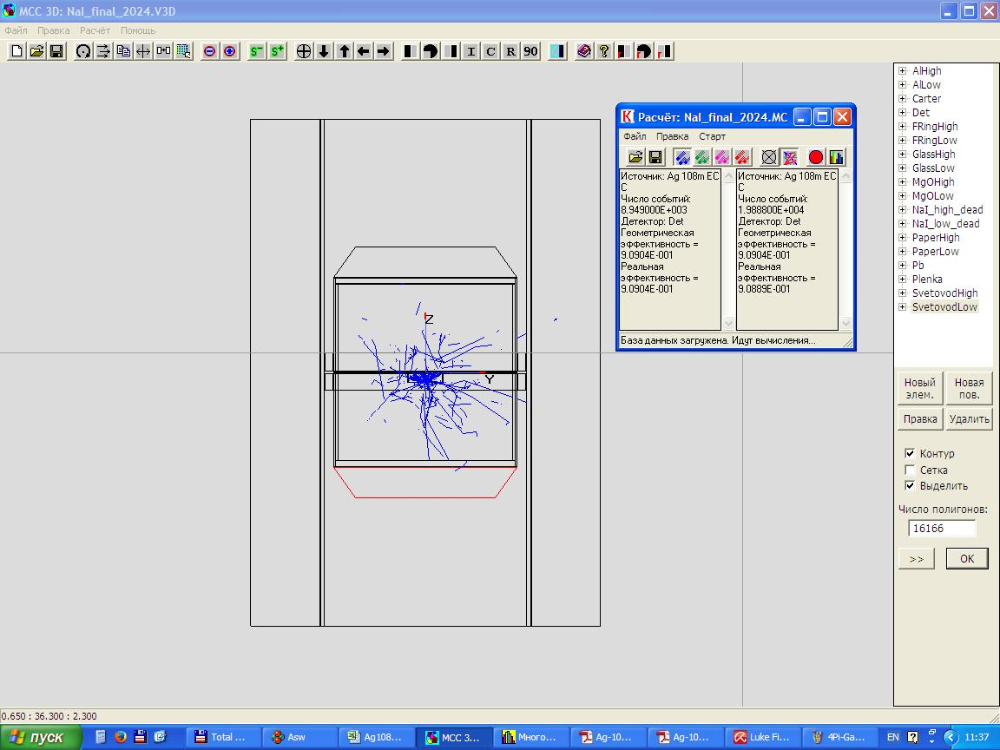 MCC 3D: NaI_final_2024.V3D
Файл Правка Расчёт Помощь
S- S+ I C R 90
AlHigh
AlLow
Carter
Det
FRingHigh
FRingLow
GlassHigh
GlassLow
MgOHigh
MgOLow
NaI_high_dead
NaI_low_dead
PaperHigh
PaperLow
Pb
Plenka
SvetovodHigh
SvetovodLow
Расчёт: NaI_final_2024.MC
Файл Правка Старт
Источник: Ag 108m EC
C
Число событий:
8.949000E+003
Детектор: Det
Геометрическая
эффективность =
9.0904E-001
Реальная
эффективность =
9.0904E-001
Источник: Ag 108m EC
C
Число событий:
1.988800E+004
Детектор: Det
Геометрическая
эффективность =
9.0904E-001
Реальная
эффективность =
9.0889E-001
База данных загружена. Идут вычисления...
Z
Y
Новый
элем.
Новая
пов.
Правка Удалить
Контур
Сетка
Выделить
Число полигонов:
16166
>> OK
0.650 : 36.300 : 2.300
пуск Total ... Asw Ag108... MCC 3... Много... Ag-10... Ag-10... Luke Fi... 4Pi-Ga... EN 11:37